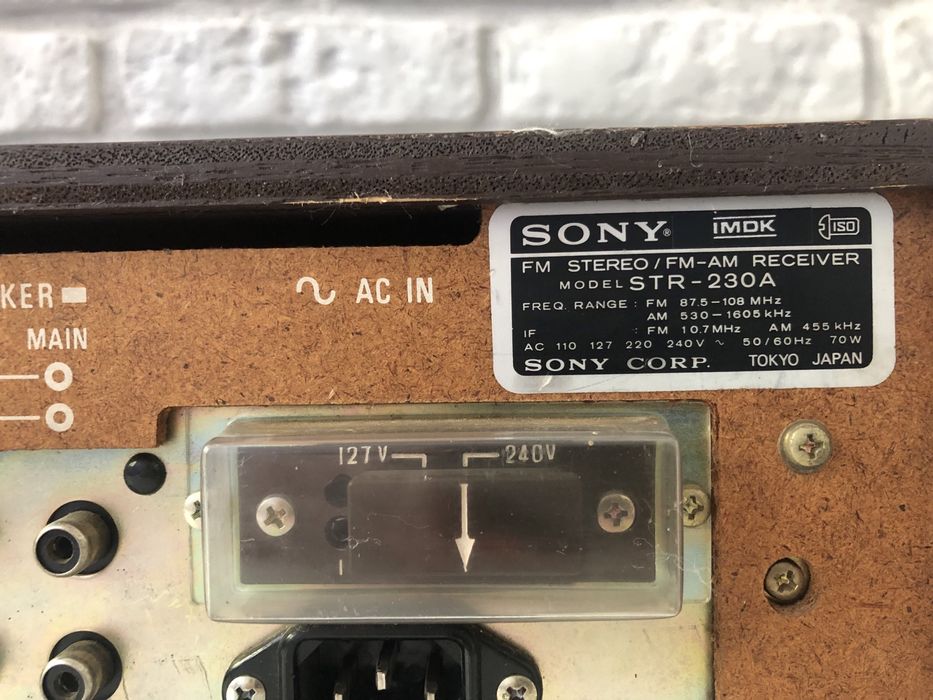 SONY® IMDK ISO
FM STEREO/FM-AM RECEIVER
MODEL STR-230A
FREQ. RANGE : FM 87.5-108 MHz
AM 530-1605 kHz
IF : FM 10.7MHz AM 455 kHz
AC 110 127 220 240V ~ 50/60Hz 70W
SONY CORP. TOKYO JAPAN
KER
~ AC IN
MAIN
127V 240V